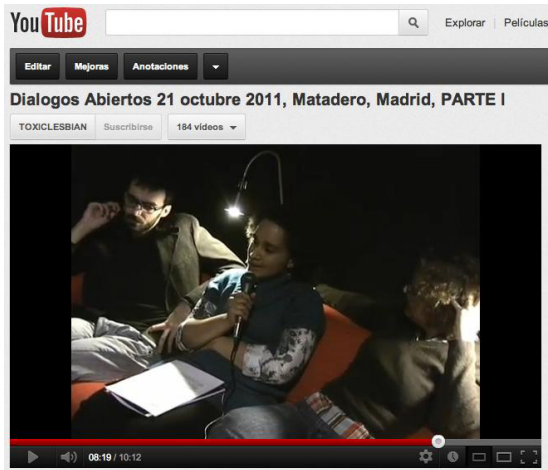 YouTube
Explorar | Películas
Editar Mejoras Anotaciones
Dialogos Abiertos 21 octubre 2011, Matadero, Madrid, PARTE I
TOXICLESBIAN Suscribirse 184 vídeos
08:19 / 10:12